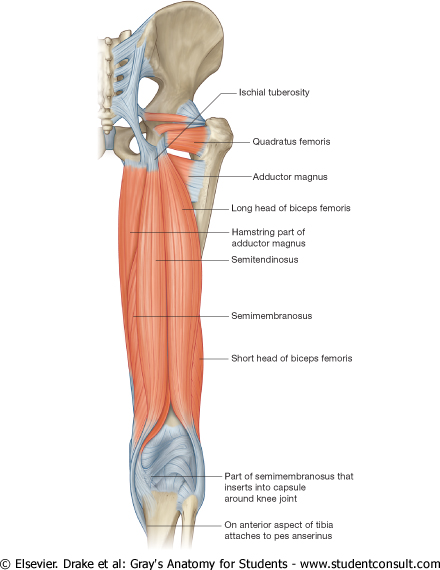 Ischial tuberosity
Quadratus femoris
Adductor magnus
Long head of biceps femoris
Hamstring part of
adductor magnus
Semitendinosus
Semimembranosus
Short head of biceps femoris
Part of semimembranosus that
inserts into capsule
around knee joint
On anterior aspect of tibia
attaches to pes anserinus
© Elsevier. Drake et al: Gray's Anatomy for Students - www.studentconsult.com